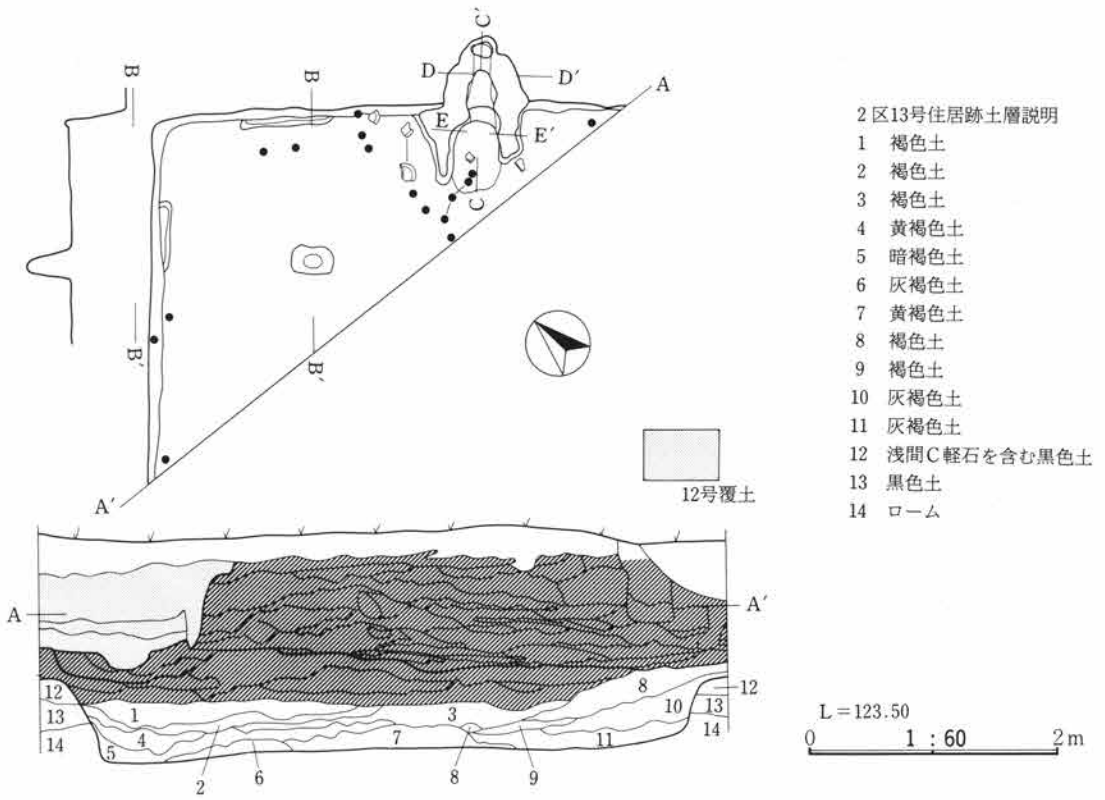 C′
D
D′
B
B
A
E
E′
C
B′
B′
A′
2区13号住居跡土層説明
1 褐色土
2 褐色土
3 褐色土
4 黄褐色土
5 暗褐色土
6 灰褐色土
7 黄褐色土
8 褐色土
9 褐色土
10 灰褐色土
11 灰褐色土
12 浅間C軽石を含む黒色土
13 黒色土
14 ローム
12号覆土
A
A′
12
13
14
1
4
5
2
6
3
7
8
9
8
10
11
12
13
14
L=123.50
0 1:60 2m